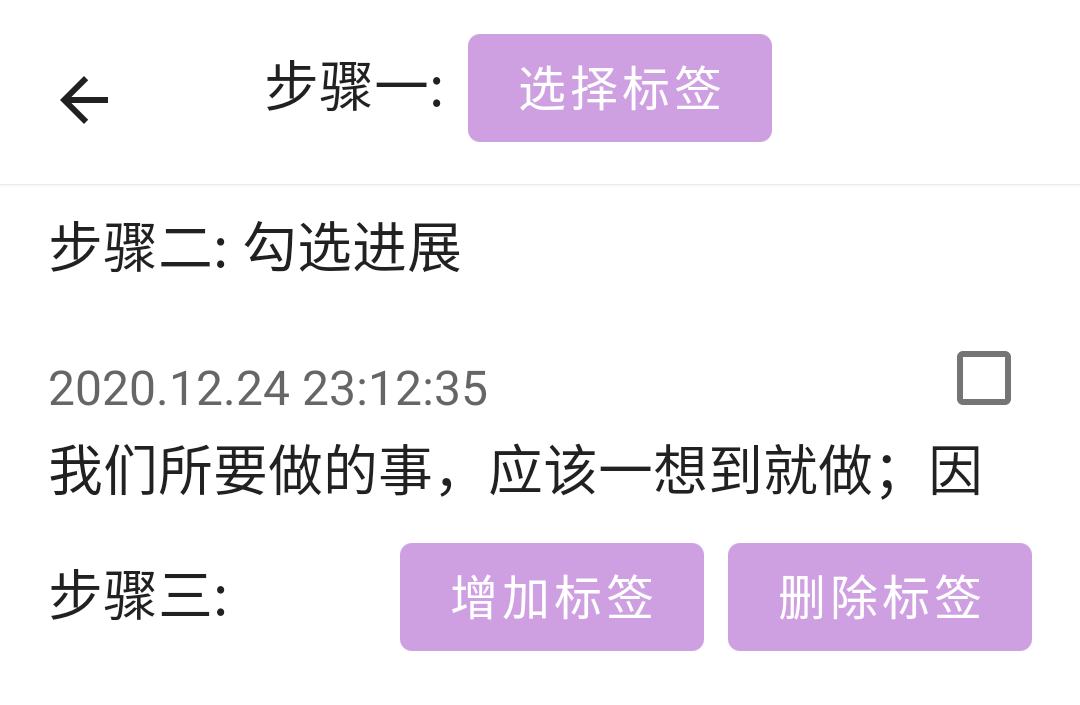 步骤一: 选择标签
步骤二: 勾选进展
2020.12.24 23:12:35
我们所要做的事，应该一想到就做；因
步骤三: 增加标签 删除标签